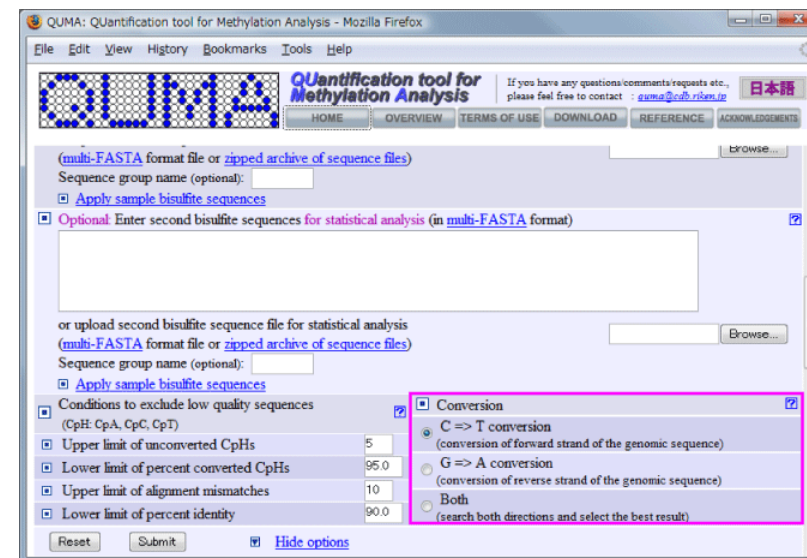 QUMA: QUantification tool for Methylation Analysis - Mozilla Firefox
File Edit View History Bookmarks Tools Help
QUMA
QUantification tool for
Methylation Analysis
If you have any questions/comments/requests etc.,
please feel free to contact : quma@cdb.riken.jp
日本語
HOME OVERVIEW TERMS OF USE DOWNLOAD REFERENCE ACKNOWLEDGEMENTS
(multi-FASTA format file or zipped archive of sequence files)
Browse...
Sequence group name (optional):
Apply sample bisulfite sequences
Optional: Enter second bisulfite sequences for statistical analysis (in multi-FASTA format) ?
or upload second bisulfite sequence file for statistical analysis
(multi-FASTA format file or zipped archive of sequence files)
Browse...
Sequence group name (optional):
Apply sample bisulfite sequences
Conditions to exclude low quality sequences ?
(CpH: CpA, CpC, CpT)
Upper limit of unconverted CpHs 5
Lower limit of percent converted CpHs 95.0
Upper limit of alignment mismatches 10
Lower limit of percent identity 90.0
Conversion ?
C => T conversion
(conversion of forward strand of the genomic sequence)
G => A conversion
(conversion of reverse strand of the genomic sequence)
Both
(search both directions and select the best result)
Reset Submit Hide options